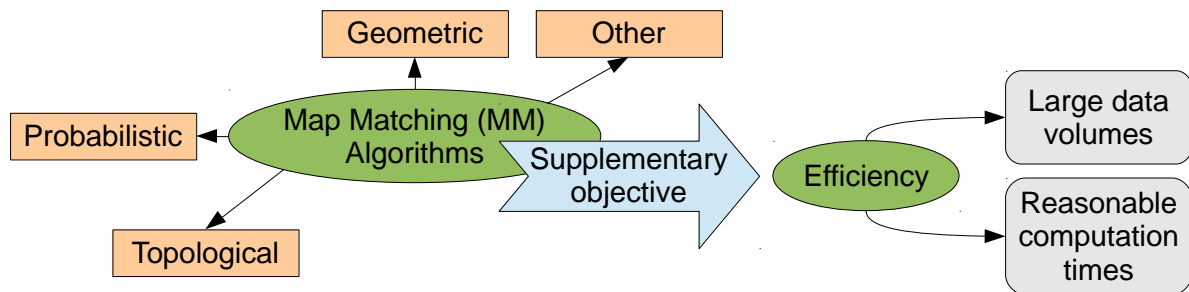 Geometric
Other
Probabilistic
Map Matching (MM)
Algorithms
Topological
Supplementary
objective
Efficiency
Large data
volumes
Reasonable
computation
times